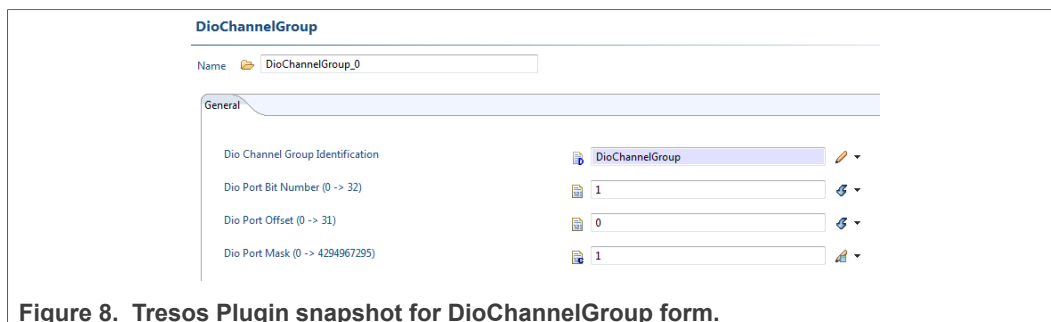 DioChannelGroup
Name DioChannelGroup_0
General
Dio Channel Group Identification DioChannelGroup
Dio Port Bit Number (0 -> 32) 1
Dio Port Offset (0 -> 31) 0
Dio Port Mask (0 -> 4294967295) 1
Figure 8. Tresos Plugin snapshot for DioChannelGroup form.